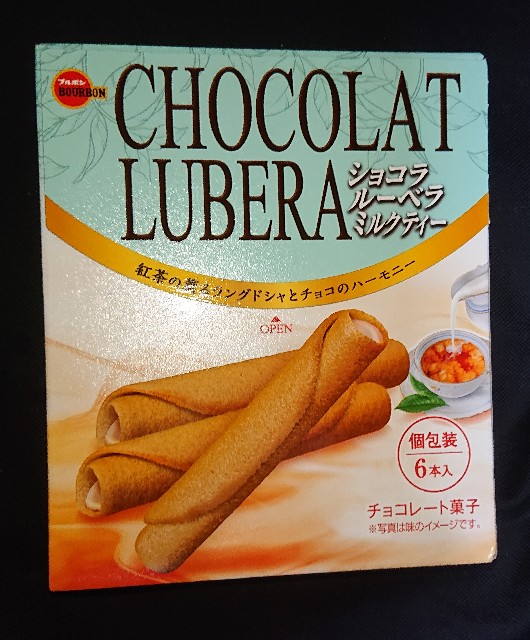 ブルボン
BOURBON
CHOCOLAT
LUBERA
ショコラ
ルーベラ
ミルクティー
紅茶の ラングドシャとチョコのハーモニー
OPEN
個包装
6本入
チョコレート菓子
※写真は味のイメージです。